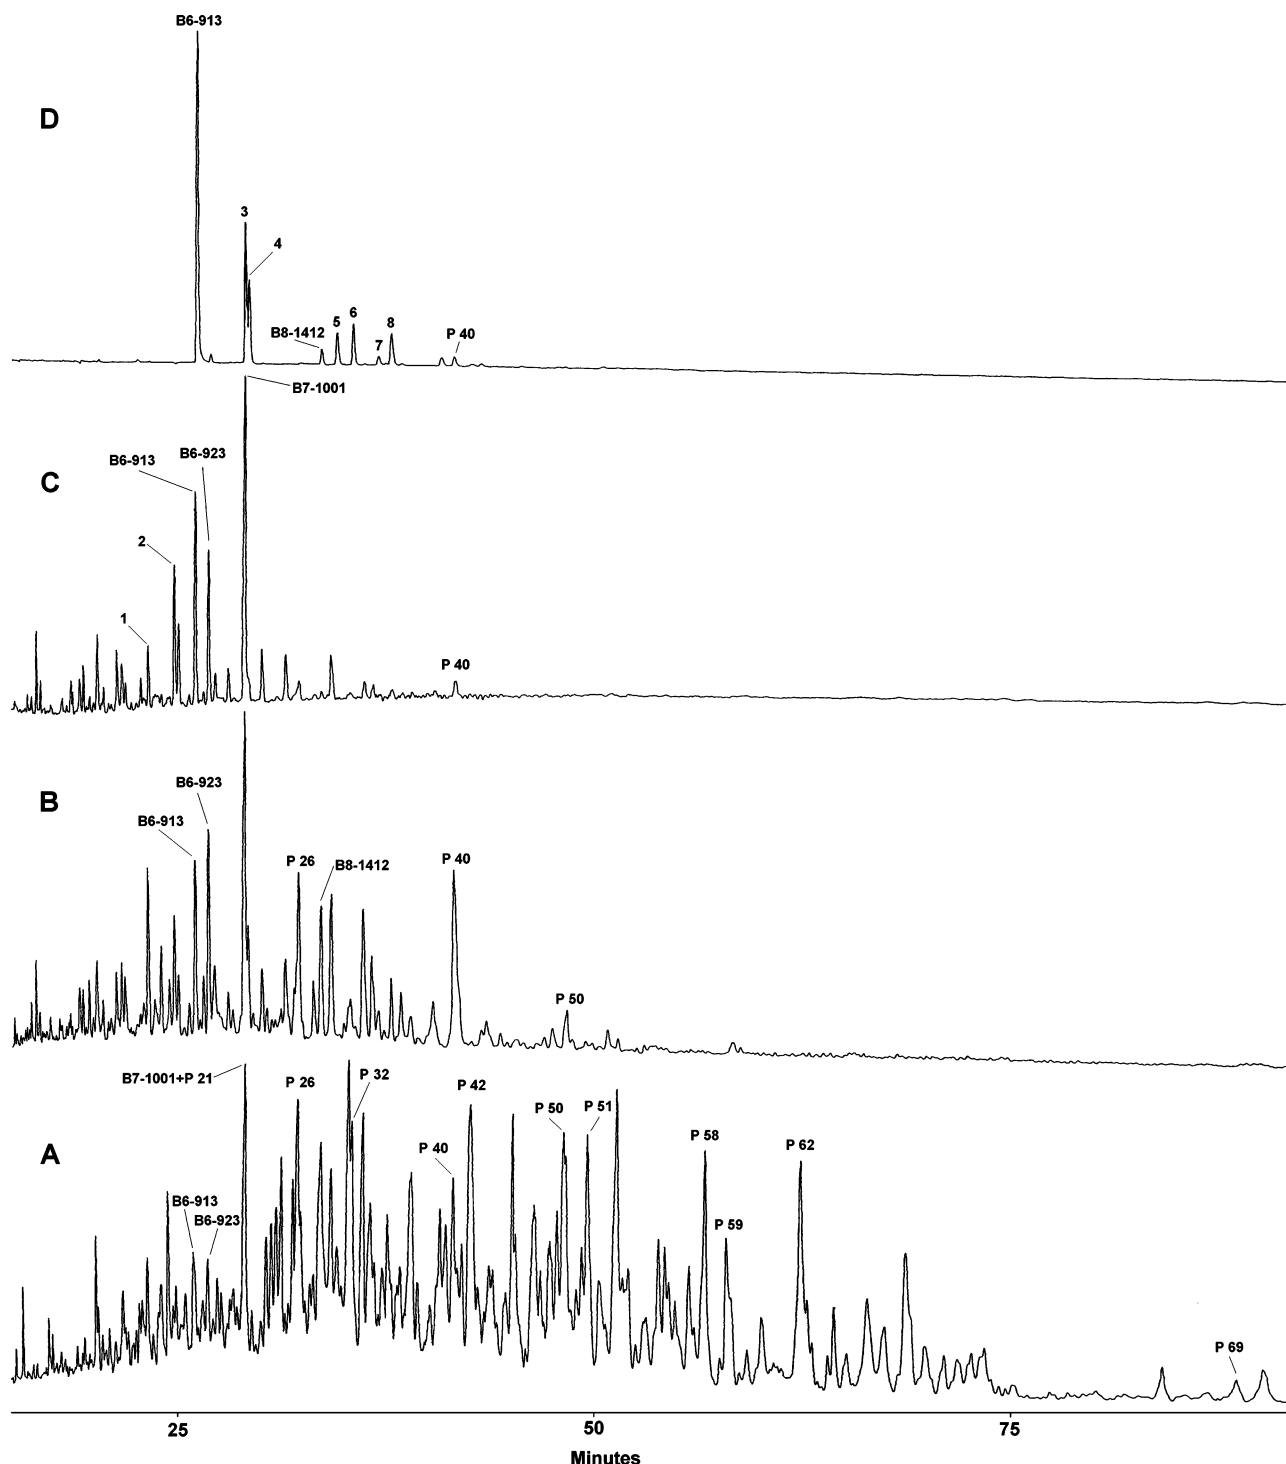 B6-913
D
3
4
B8-1412
5
6
7
8
P 40
B7-1001
C
B6-913
B6-923
2
1
P 40
B
B6-923
B6-913
P 26
B8-1412
P 40
P 50
A
B7-1001+P 21
P 26
P 32
P 42
P 40
P 50
P 51
P 58
P 62
P 59
B6-913
B6-923
P 69
25
50
75
Minutes